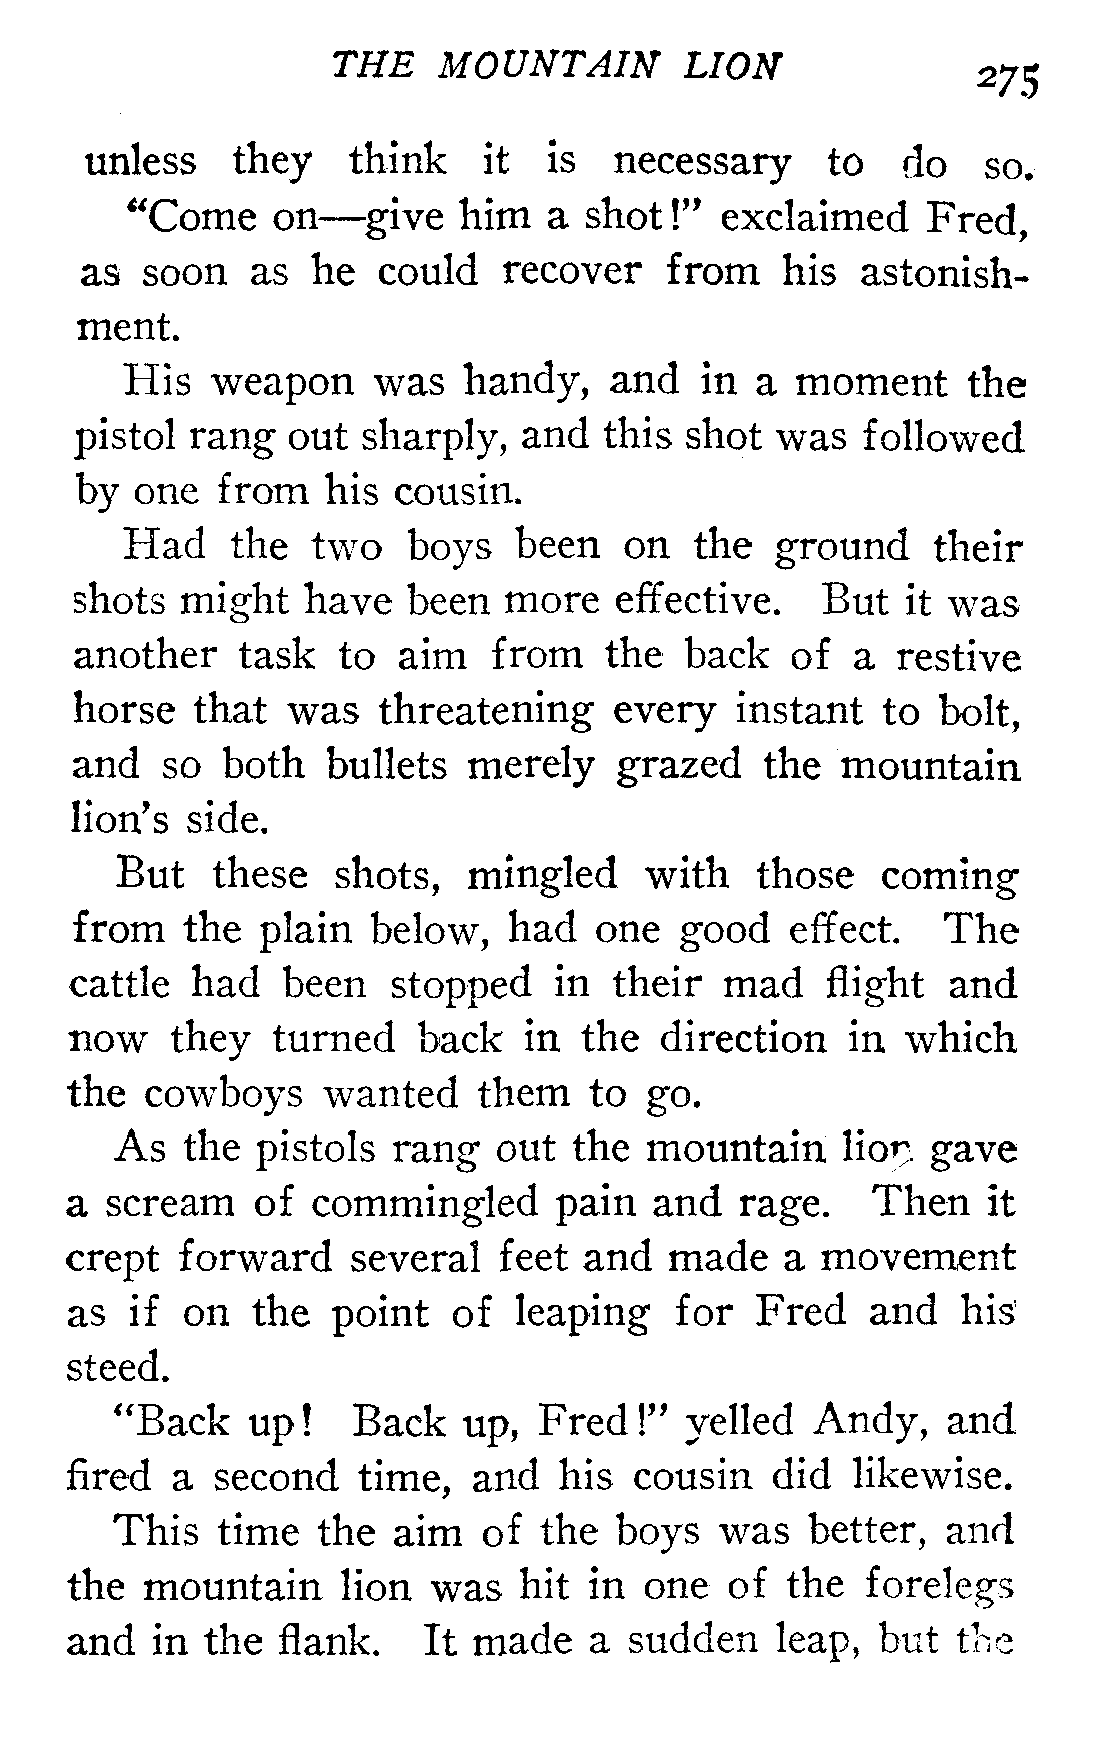 THE MOUNTAIN LION 275
unless they think it is necessary to do so.
“Come on—give him a shot!” exclaimed Fred,
as soon as he could recover from his astonish-
ment.
His weapon was handy, and in a moment the
pistol rang out sharply, and this shot was followed
by one from his cousin.
Had the two boys been on the ground their
shots might have been more effective. But it was
another task to aim from the back of a restive
horse that was threatening every instant to bolt,
and so both bullets merely grazed the mountain
lion’s side.
But these shots, mingled with those coming
from the plain below, had one good effect. The
cattle had been stopped in their mad flight and
now they turned back in the direction in which
the cowboys wanted them to go.
As the pistols rang out the mountain lion gave
a scream of commingled pain and rage. Then it
crept forward several feet and made a movement
as if on the point of leaping for Fred and his
steed.
“Back up! Back up, Fred!” yelled Andy, and
fired a second time, and his cousin did likewise.
This time the aim of the boys was better, and
the mountain lion was hit in one of the forelegs
and in the flank. It made a sudden leap, but the